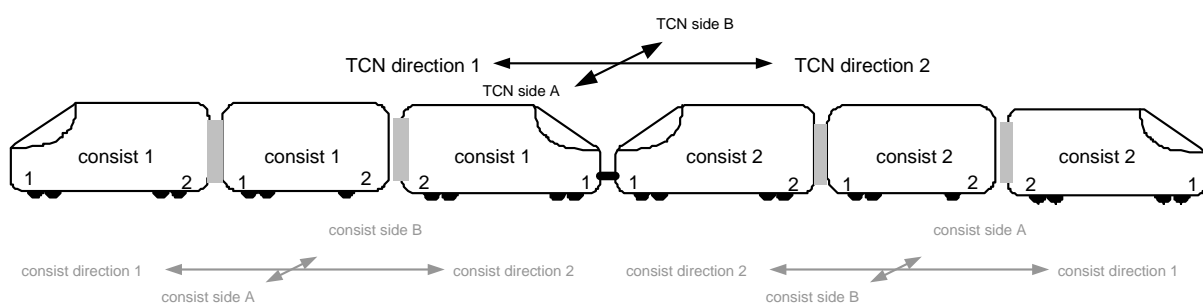 TCN side B
TCN direction 1 TCN direction 2
TCN side A
consist 1 consist 1 consist 1 consist 2 consist 2 consist 2
1 2 1 2 2 1 1 2 1 2 2 1
consist side B consist side A
consist direction 1 consist direction 2 consist direction 2 consist direction 1
consist side A consist side B